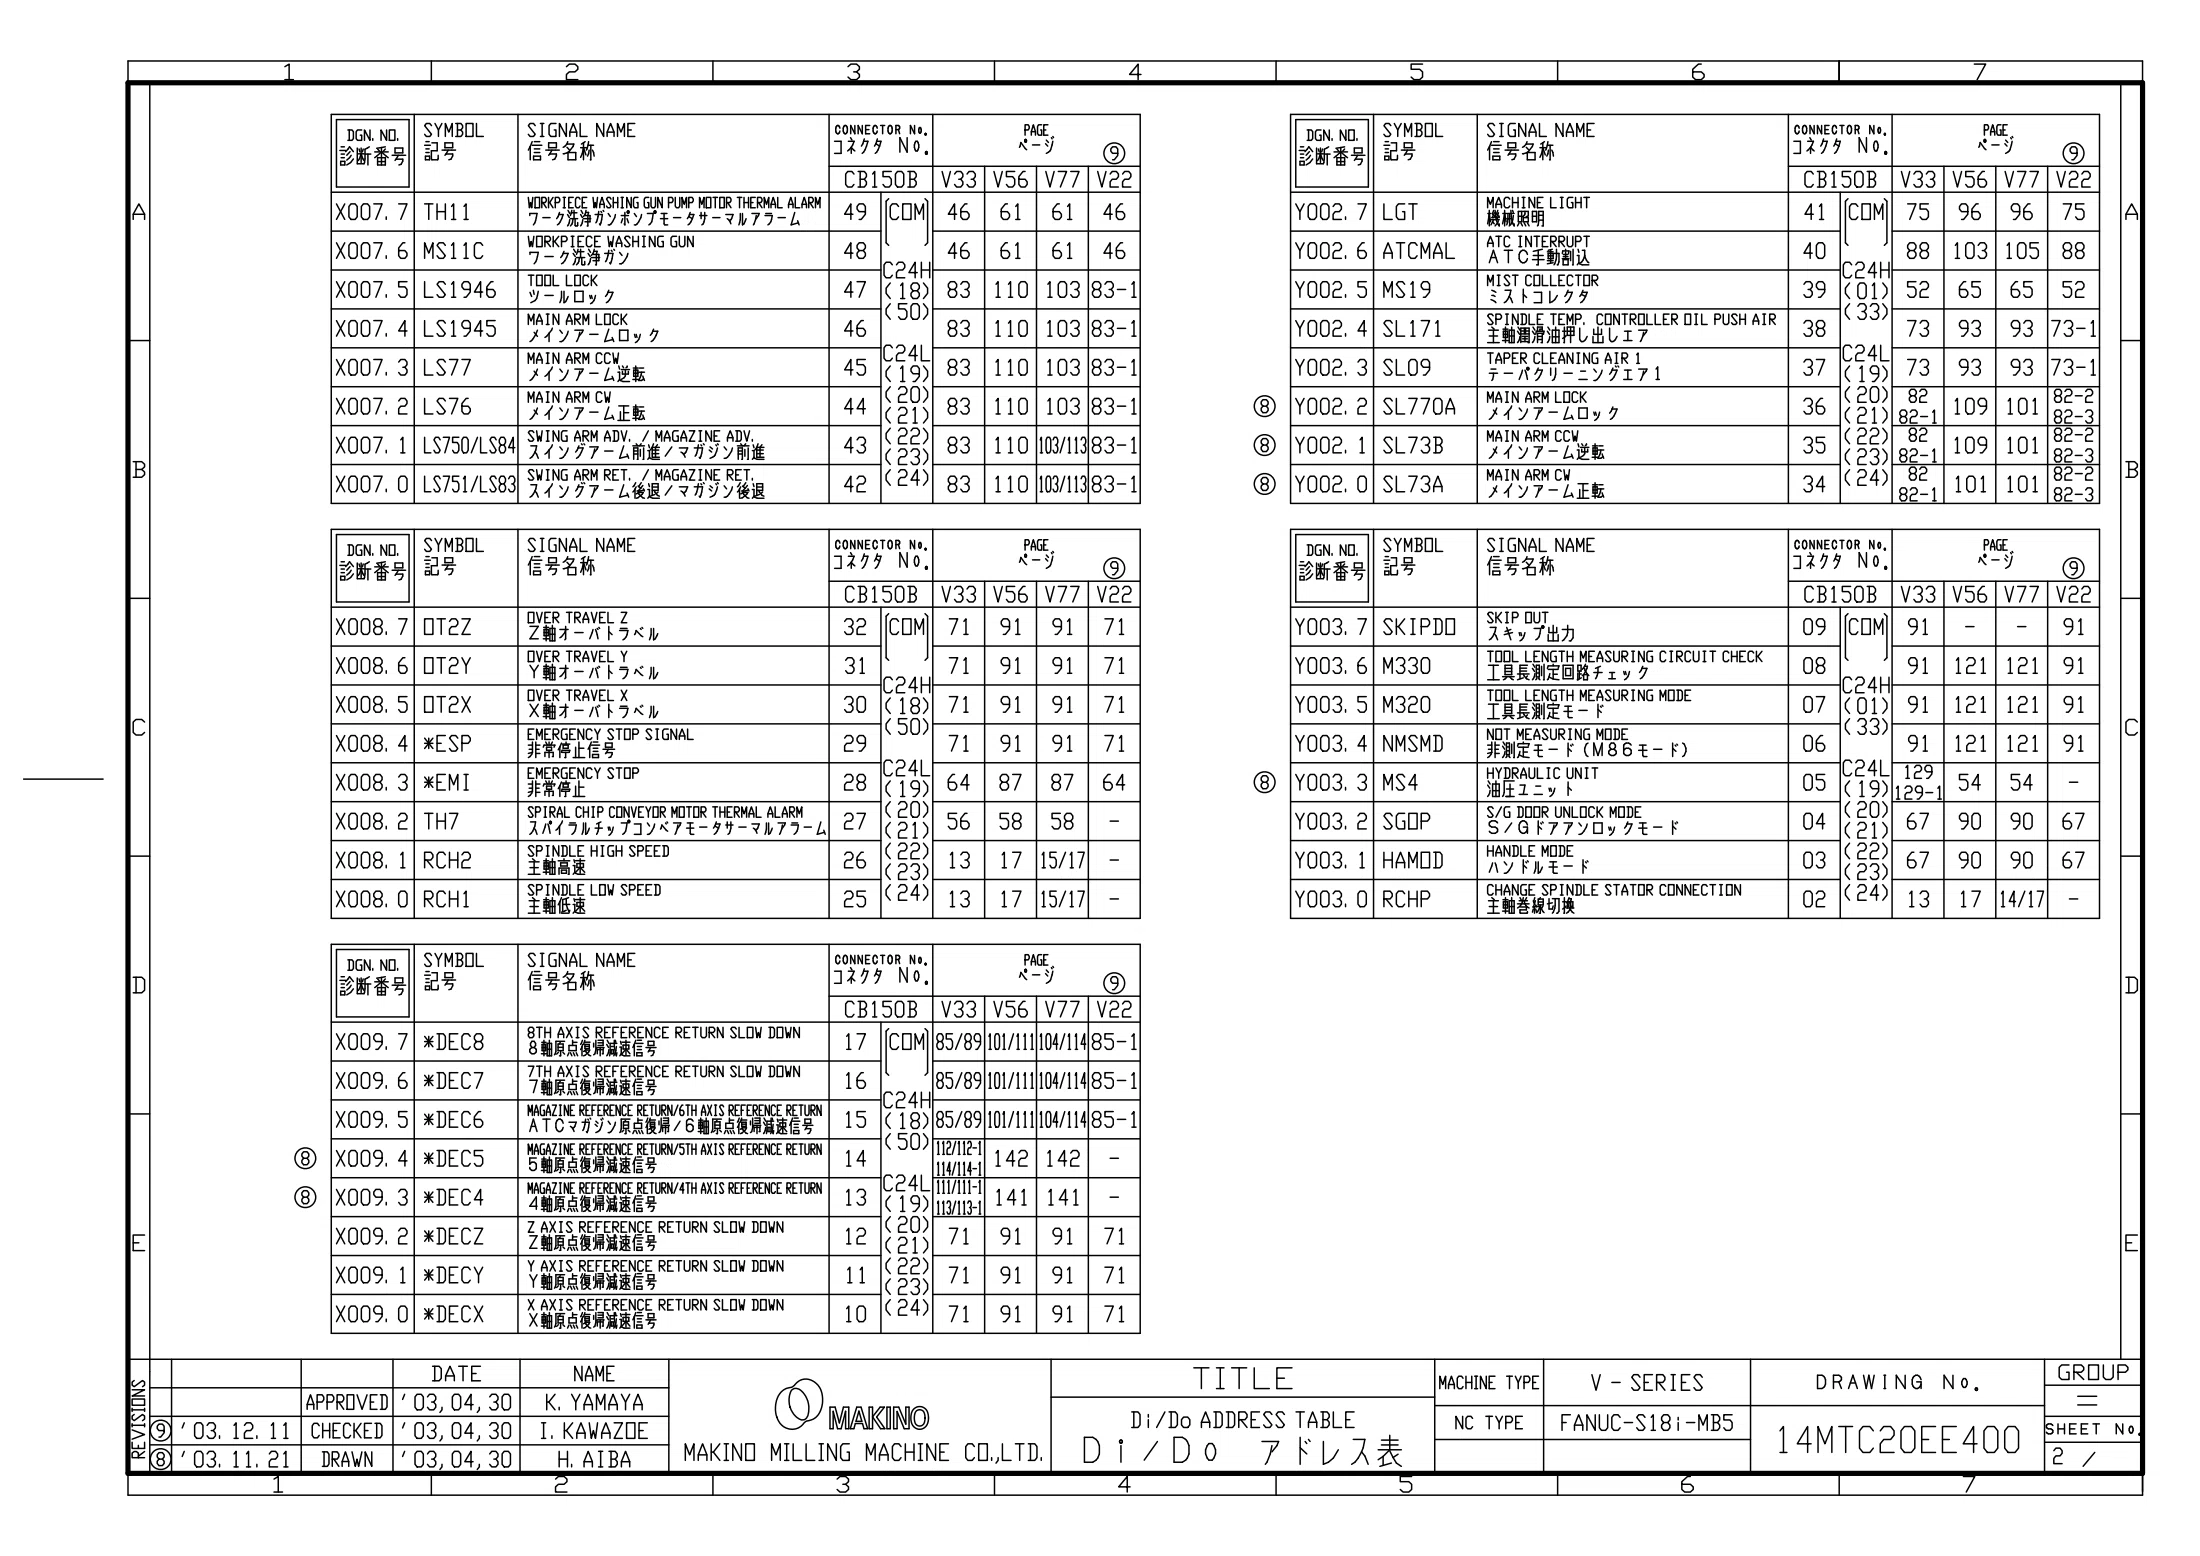 1 2 3 4 5 6 7
DGN. NO. SYMBOL SIGNAL NAME CONNECTOR No. PAGE
診断番号 記号 信号名称 コネクタ No. ページ ⑨
CB150B V33 V56 V77 V22
X007.7 TH11 WORKPIECE WASHING GUN PUMP MOTOR THERMAL ALARM 49 (COM) 46 61 61 46
ワーク洗浄ガンポンプモータサーマルアラーム
X007.6 MS11C WORKPIECE WASHING GUN 48 46 61 61 46
ワーク洗浄ガン
C24H
X007.5 LS1946 TOOL LOCK 47 (18) 83 110 103 83-1
ツールロック
(50)
X007.4 LS1945 MAIN ARM LOCK 46 83 110 103 83-1
メインアームロック
C24L
X007.3 LS77 MAIN ARM CCW 45 (19) 83 110 103 83-1
メインアーム逆転
(20)
X007.2 LS76 MAIN ARM CW 44 (21) 83 110 103 83-1
メインアーム正転
(22)
X007.1 LS750/LS84 SWING ARM ADV. / MAGAZINE ADV. 43 (23) 83 110 103/113 83-1
スイングアーム前進/マガジン前進
X007.0 LS751/LS83 SWING ARM RET. / MAGAZINE RET. 42 (24) 83 110 103/113 83-1
スイングアーム後退/マガジン後退
DGN. NO. SYMBOL SIGNAL NAME CONNECTOR No. PAGE
診断番号 記号 信号名称 コネクタ No. ページ ⑨
CB150B V33 V56 V77 V22
X008.7 OT2Z OVER TRAVEL Z 32 (COM) 71 91 91 71
Z軸オーバトラベル
X008.6 OT2Y OVER TRAVEL Y 31 71 91 91 71
Y軸オーバトラベル
C24H
X008.5 OT2X OVER TRAVEL X 30 (18) 71 91 91 71
X軸オーバトラベル
(50)
X008.4 *ESP EMERGENCY STOP SIGNAL 29 71 91 91 71
非常停止信号
C24L
X008.3 *EMI EMERGENCY STOP 28 (19) 64 87 87 64
非常停止
(20)
X008.2 TH7 SPIRAL CHIP CONVEYOR MOTOR THERMAL ALARM 27 (21) 56 58 58 -
スパイラルチップコンベアモータサーマルアラーム
(22)
X008.1 RCH2 SPINDLE HIGH SPEED 26 (23) 13 17 15/17 -
主軸高速
X008.0 RCH1 SPINDLE LOW SPEED 25 (24) 13 17 15/17 -
主軸低速
DGN. NO. SYMBOL SIGNAL NAME CONNECTOR No. PAGE
診断番号 記号 信号名称 コネクタ No. ページ ⑨
CB150B V33 V56 V77 V22
X009.7 *DEC8 8TH AXIS REFERENCE RETURN SLOW DOWN 17 (COM) 85/89 101/111 104/114 85-1
8軸原点復帰減速信号
X009.6 *DEC7 7TH AXIS REFERENCE RETURN SLOW DOWN 16 85/89 101/111 104/114 85-1
7軸原点復帰減速信号
C24H
X009.5 *DEC6 MAGAZINE REFERENCE RETURN/6TH AXIS REFERENCE RETURN 15 (18) 85/89 101/111 104/114 85-1
ATCマガジン原点復帰/6軸原点復帰減速信号
(50)
⑧ X009.4 *DEC5 MAGAZINE REFERENCE RETURN/5TH AXIS REFERENCE RETURN 14 112/112-1 114/114-1 142 142 -
5軸原点復帰減速信号
C24L
⑧ X009.3 *DEC4 MAGAZINE REFERENCE RETURN/4TH AXIS REFERENCE RETURN 13 (19) 111/111-1 113/113-1 141 141 -
4軸原点復帰減速信号
(20)
X009.2 *DECZ Z AXIS REFERENCE RETURN SLOW DOWN 12 (21) 71 91 91 71
Z軸原点復帰減速信号
(22)
X009.1 *DECY Y AXIS REFERENCE RETURN SLOW DOWN 11 (23) 71 91 91 71
Y軸原点復帰減速信号
X009.0 *DECX X AXIS REFERENCE RETURN SLOW DOWN 10 (24) 71 91 91 71
X軸原点復帰減速信号
DGN. NO. SYMBOL SIGNAL NAME CONNECTOR No. PAGE
診断番号 記号 信号名称 コネクタ No. ページ ⑨
CB150B V33 V56 V77 V22
Y002.7 LGT MACHINE LIGHT 41 (COM) 75 96 96 75
機械照明
Y002.6 ATCMAL ATC INTERRUPT 40 88 103 105 88
ATC手動割込
C24H
Y002.5 MS19 MIST COLLECTOR 39 (01) 52 65 65 52
ミストコレクタ
(33)
Y002.4 SL171 SPINDLE TEMP. CONTROLLER OIL PUSH AIR 38 73 93 93 73-1
主軸潤滑油押し出しエア
C24L
Y002.3 SL09 TAPER CLEANING AIR 1 37 (19) 73 93 93 73-1
テーパクリーニングエア1
(20)
⑧ Y002.2 SL770A MAIN ARM LOCK 36 (21) 82 82-1 109 101 82-2 82-3
メインアームロック
(22)
⑧ Y002.1 SL73B MAIN ARM CCW 35 (23) 82 82-1 109 101 82-2 82-3
メインアーム逆転
⑧ Y002.0 SL73A MAIN ARM CW 34 (24) 82 82-1 101 101 82-2 82-3
メインアーム正転
DGN. NO. SYMBOL SIGNAL NAME CONNECTOR No. PAGE
診断番号 記号 信号名称 コネクタ No. ページ ⑨
CB150B V33 V56 V77 V22
Y003.7 SKIPDO SKIP OUT 09 (COM) 91 - - 91
スキップ出力
Y003.6 M330 TOOL LENGTH MEASURING CIRCUIT CHECK 08 91 121 121 91
工具長測定回路チェック
C24H
Y003.5 M320 TOOL LENGTH MEASURING MODE 07 (01) 91 121 121 91
工具長測定モード
(33)
Y003.4 NMSMD NOT MEASURING MODE 06 91 121 121 91
非測定モード(M86モード)
C24L
⑧ Y003.3 MS4 HYDRAULIC UNIT 05 (19) 129 129-1 54 54 -
油圧ユニット
(20)
Y003.2 SGOP S/G DOOR UNLOCK MODE 04 (21) 67 90 90 67
S/Gドアアンロックモード
(22)
Y003.1 HAMOD HANDLE MODE 03 (23) 67 90 90 67
ハンドルモード
Y003.0 RCHP CHANGE SPINDLE STATOR CONNECTION 02 (24) 13 17 14/17 -
主軸巻線切換
A A
B B
C C
D D
E E
REVISIONS
DATE NAME
APPROVED '03,04,30 K. YAMAYA
⑨ '03.12.11 CHECKED '03,04,30 I. KAWAZOE
⑧ '03.11.21 DRAWN '03,04,30 H. AIBA
MAKINO
MAKINO MILLING MACHINE CO.,LTD.
TITLE
Di/Do ADDRESS TABLE
Di/Do アドレス表
MACHINE TYPE V - SERIES
NC TYPE FANUC-S18i-MB5
DRAWING No.
14MTC20EE400
GROUP
=
SHEET No.
2 /
1 2 3 4 5 6 7